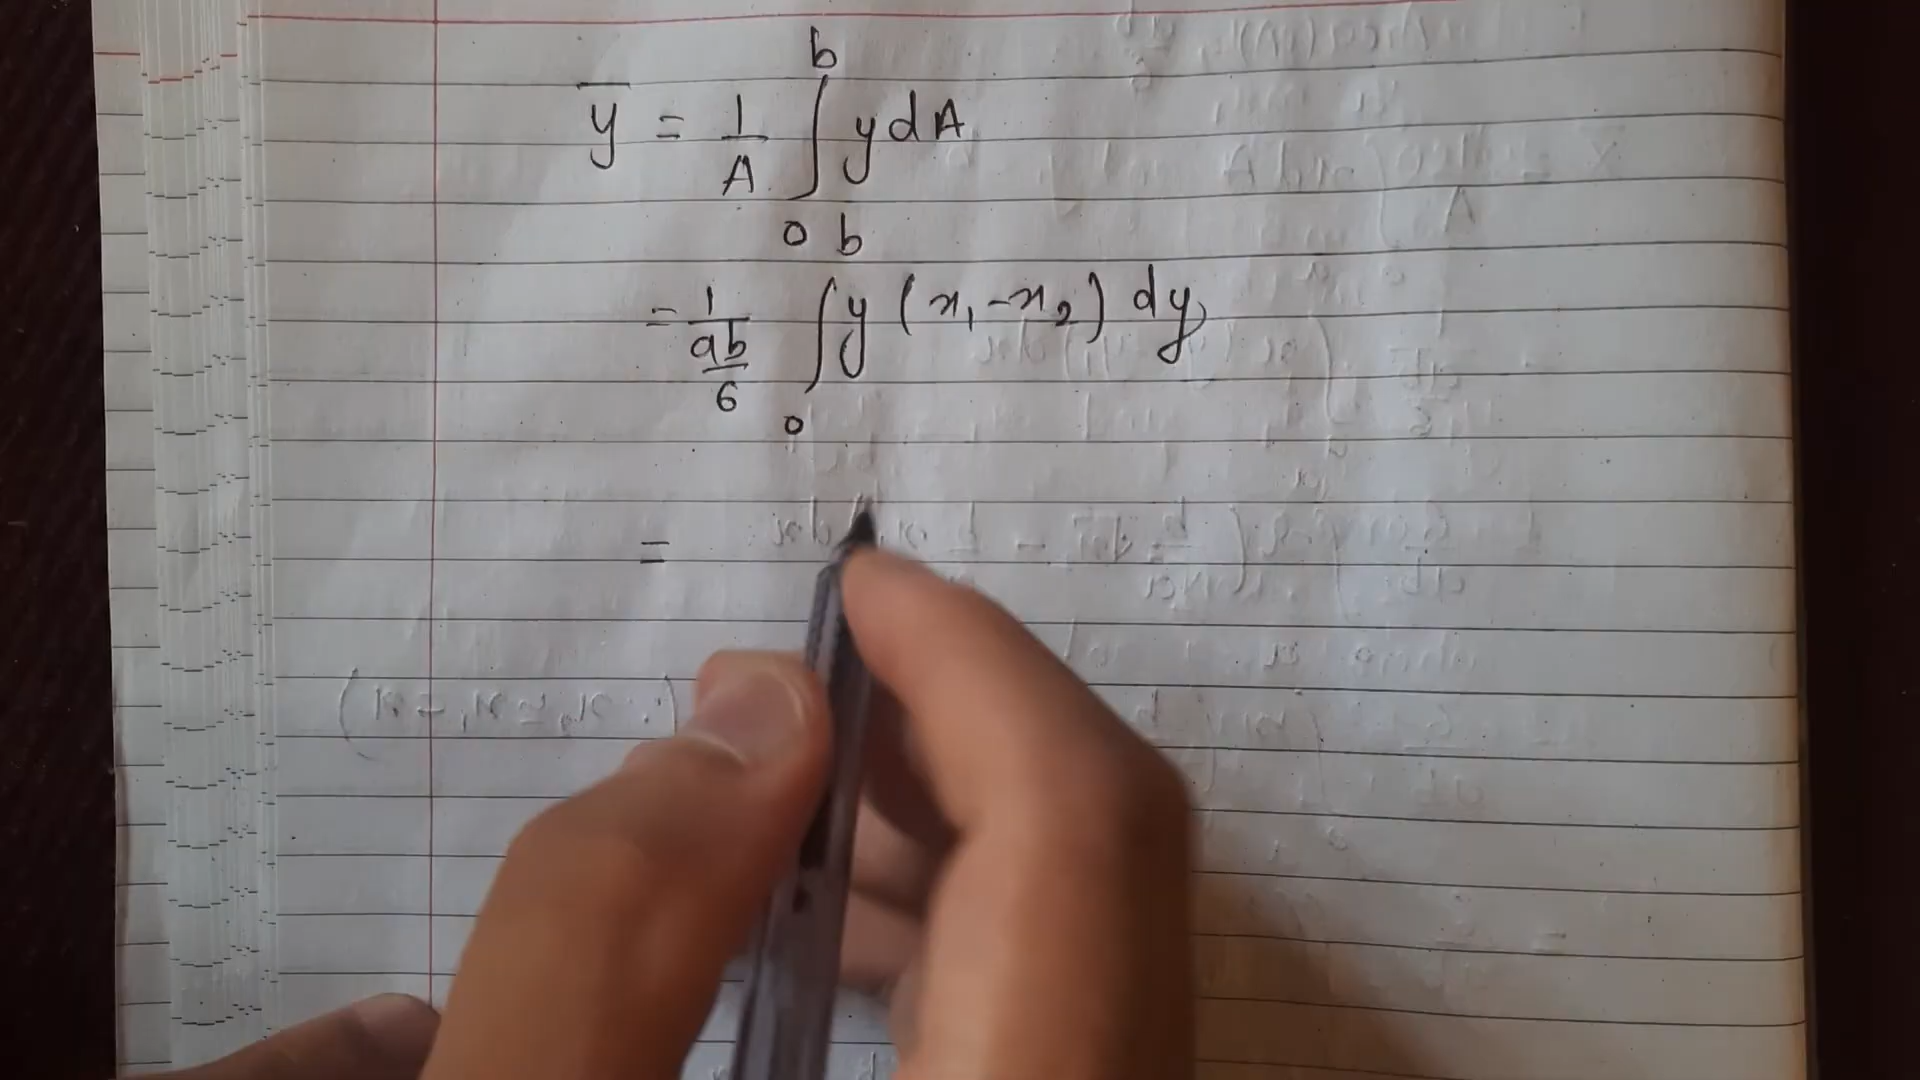 b
y̅ = 1/A ∫ y dA
0 b
= 1/(ab/6) ∫ y (x₁ - x₂) dy
0
=